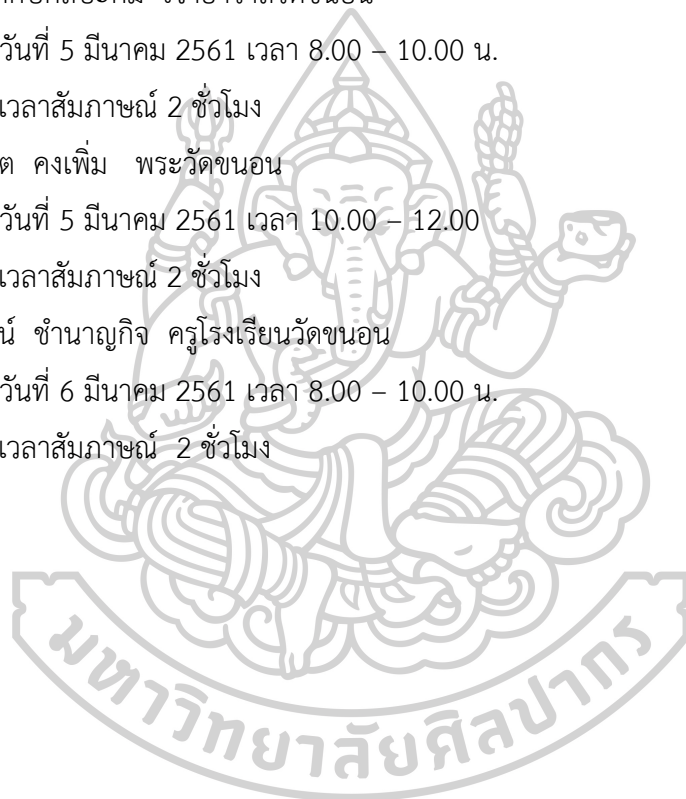 วันที่ 5 มีนาคม 2561 เวลา 8.00 – 10.00 น.
เวลาสัมภาษณ์ 2 ชั่วโมง
ต คงเพิ่ม พระวัดขนอน
วันที่ 5 มีนาคม 2561 เวลา 10.00 – 12.00
เวลาสัมภาษณ์ 2 ชั่วโมง
น์ ชำนาญกิจ ครูโรงเรียนวัดขนอน
วันที่ 6 มีนาคม 2561 เวลา 8.00 – 10.00 น.
เวลาสัมภาษณ์ 2 ชั่วโมง
มหาวิทยาลัยศิลปากร